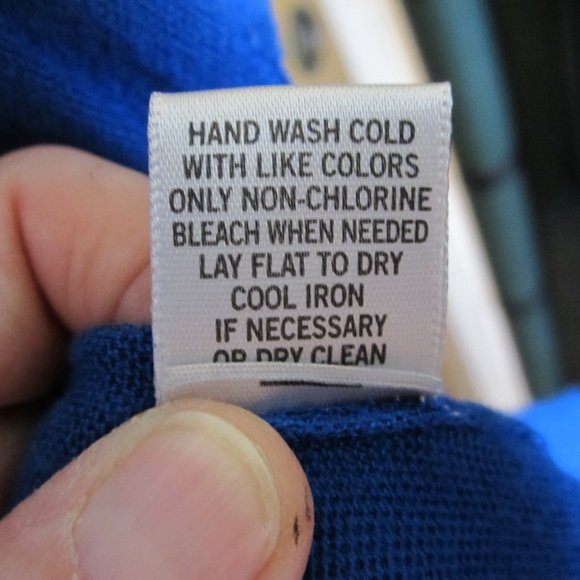 HAND WASH COLD
WITH LIKE COLORS
ONLY NON-CHLORINE
BLEACH WHEN NEEDED
LAY FLAT TO DRY
COOL IRON
IF NECESSARY
OR DRY CLEAN